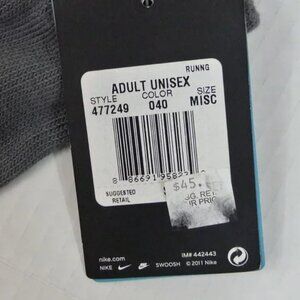 RUNNG
ADULT UNISEX
STYLE COLOR SIZE
477249 040 MISC
SUGGESTED
RETAIL
$45.
nike.com IM# 442443
NIKE SWOOSH © 2011 Nike